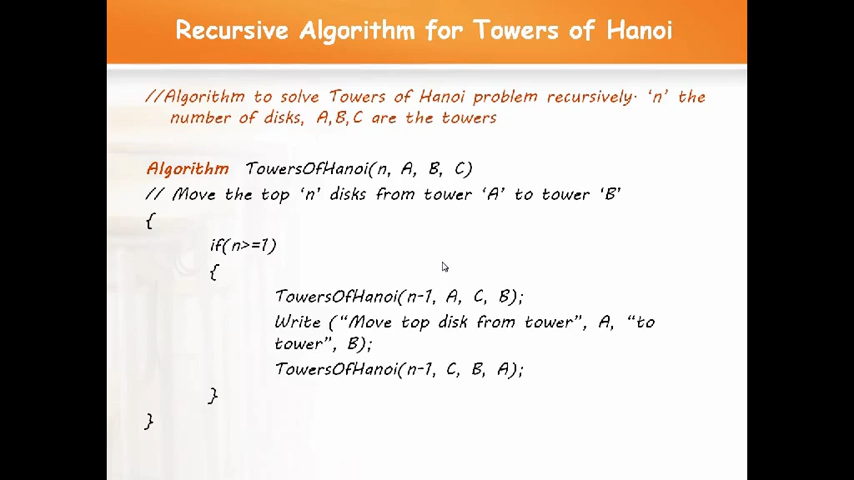 Recursive Algorithm for Towers of Hanoi
//Algorithm to solve Towers of Hanoi problem recursively. ‘n’ the
number of disks, A,B,C are the towers
Algorithm TowersOfHanoi(n, A, B, C)
// Move the top ‘n’ disks from tower ‘A’ to tower ‘B’
{
if(n>=1)
{
TowersOfHanoi(n-1, A, C, B);
Write (“Move top disk from tower”, A, “to
tower”, B);
TowersOfHanoi(n-1, C, B, A);
}
}